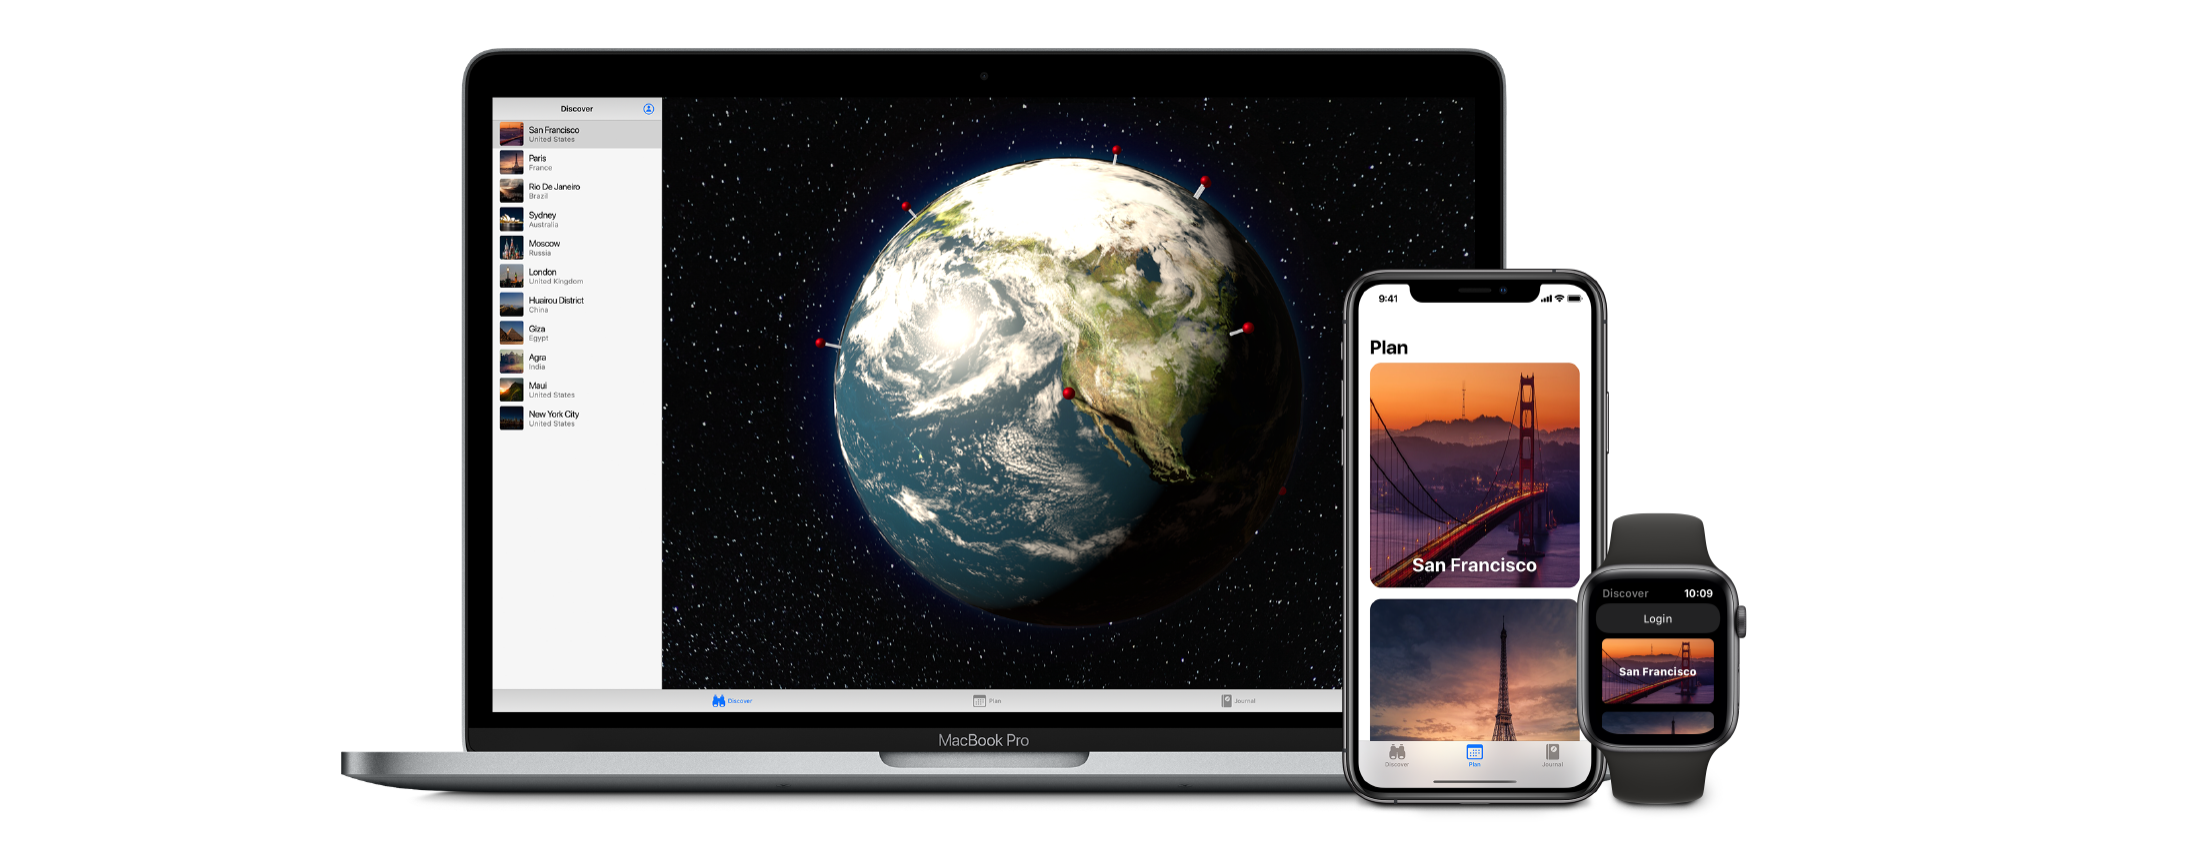 Discover
San Francisco
United States
Paris
France
Rio De Janeiro
Brazil
Sydney
Australia
Moscow
Russia
London
United Kingdom
Huairou District
China
Giza
Egypt
Agra
India
Maui
United States
New York City
United States
Discover
Plan
Journal
MacBook Pro
9:41
Plan
San Francisco
Discover
Plan
Journal
Discover
10:09
Login
San Francisco